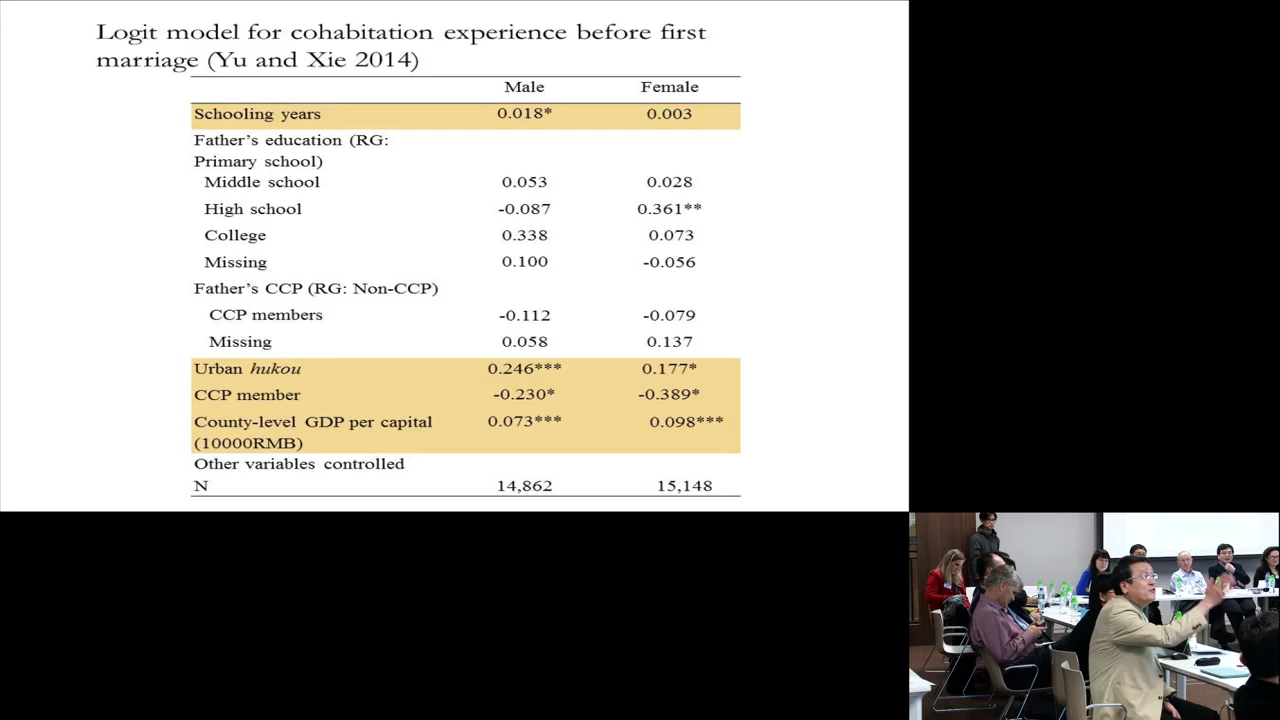 Logit model for cohabitation experience before first
marriage (Yu and Xie 2014)
Male Female
Schooling years 0.018* 0.003
Father's education (RG:
Primary school)
Middle school 0.053 0.028
High school -0.087 0.361**
College 0.338 0.073
Missing 0.100 -0.056
Father's CCP (RG: Non-CCP)
CCP members -0.112 -0.079
Missing 0.058 0.137
Urban hukou 0.246*** 0.177*
CCP member -0.230* -0.389*
County-level GDP per capital 0.073*** 0.098***
(10000RMB)
Other variables controlled
N 14,862 15,148